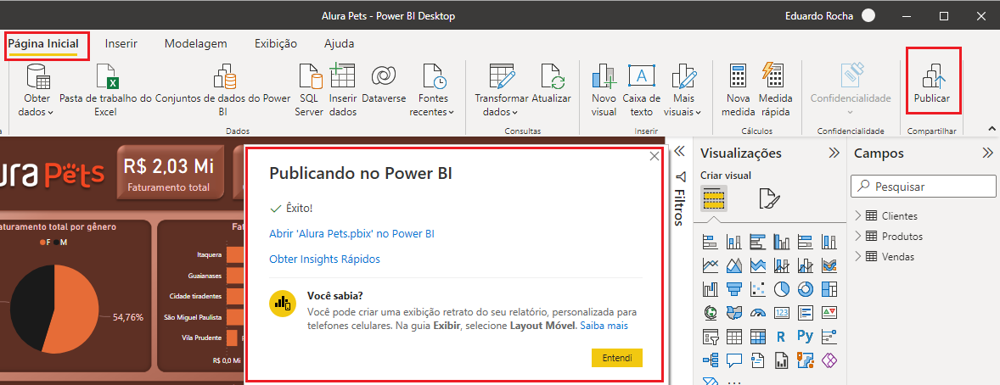 Alura Pets - Power BI Desktop
Eduardo Rocha
Página Inicial
Inserir
Modelagem
Exibição
Ajuda
Obter dados
Pasta de trabalho do Excel
Conjuntos de dados do Power BI
SQL Server
Inserir dados
Dataverse
Fontes recentes
Transformar dados
Atualizar
Novo visual
Caixa de texto
Mais visuais
Nova medida
Medida rápida
Confidencialidade
Publicar
Dados
Consultas
Inserir
Cálculos
Confidencialidade
Compartilhar
ura Pets
R$ 2,03 Mi
Faturamento total
aturamento total por gênero
F M
54,76%
Fat
Itaquera
Guaianases
Cidade tiradentes
São Miguel Paulista
Vila Prudente
R$ 0,0 Mi
Publicando no Power BI
Êxito!
Abrir 'Alura Pets.pbix' no Power BI
Obter Insights Rápidos
Você sabia?
Você pode criar uma exibição retrato do seu relatório, personalizada para
telefones celulares. Na guia Exibir, selecione Layout Móvel. Saiba mais
Entendi
Filtros
Visualizações
Criar visual
123
R
Py
Campos
Pesquisar
Clientes
Produtos
Vendas